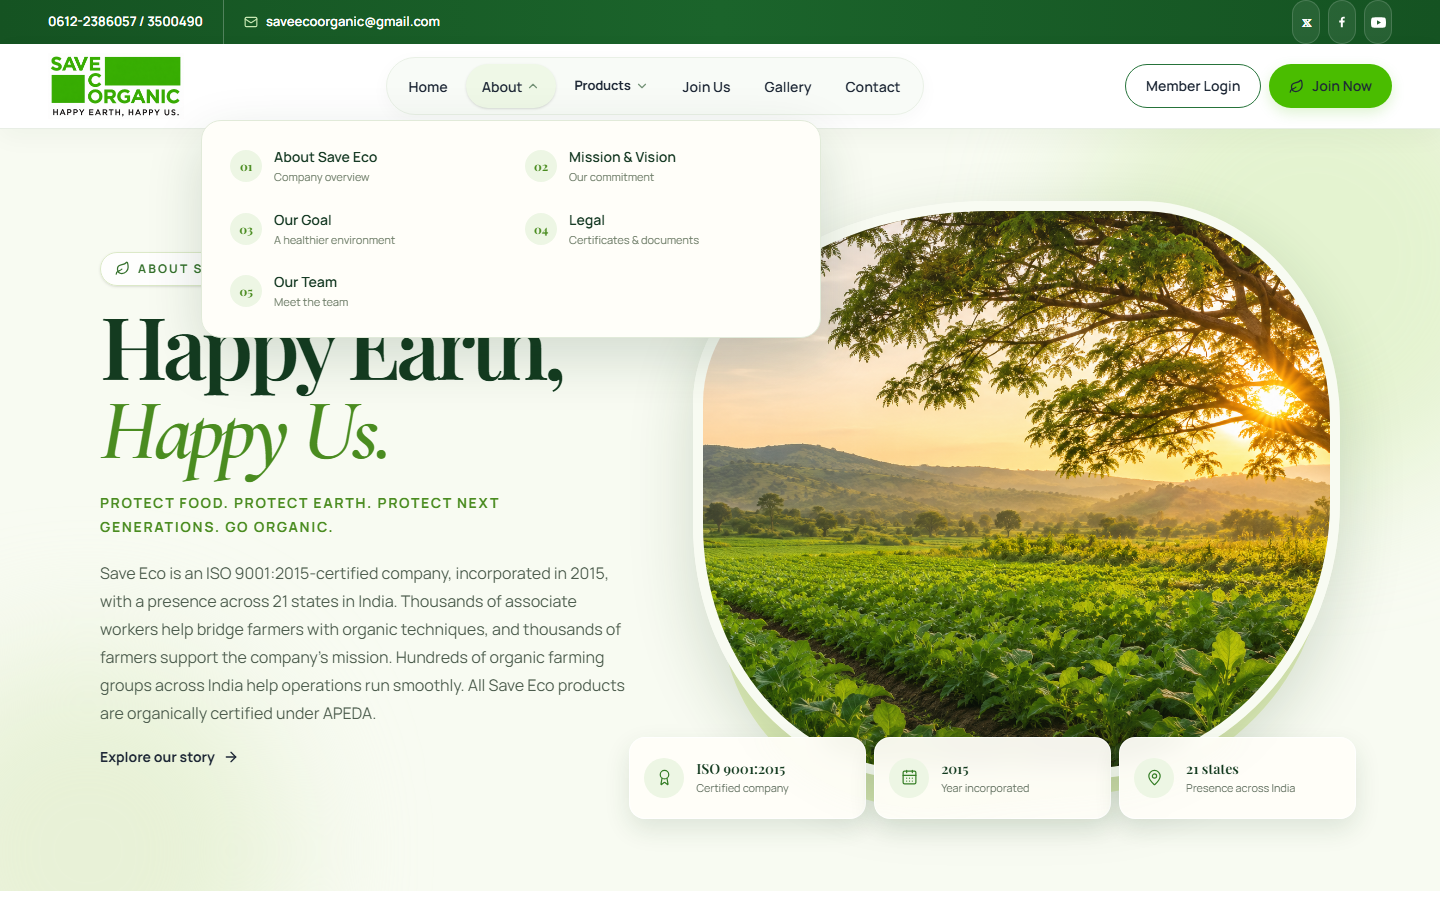 0612-2386057 / 3500490
saveecoorganic@gmail.com
SAVE
ECO
ORGANIC
HAPPY EARTH, HAPPY US.
Home
About
Products
Join Us
Gallery
Contact
Member Login
Join Now
01
About Save Eco
Company overview
02
Mission & Vision
Our commitment
03
Our Goal
A healthier environment
04
Legal
Certificates & documents
05
Our Team
Meet the team
ABOUT S
Happy Earth,
Happy Us.
PROTECT FOOD. PROTECT EARTH. PROTECT NEXT
GENERATIONS. GO ORGANIC.
Save Eco is an ISO 9001:2015-certified company, incorporated in 2015,
with a presence across 21 states in India. Thousands of associate
workers help bridge farmers with organic techniques, and thousands of
farmers support the company's mission. Hundreds of organic farming
groups across India help operations run smoothly. All Save Eco products
are organically certified under APEDA.
Explore our story
ISO 9001:2015
Certified company
2015
Year incorporated
21 states
Presence across India